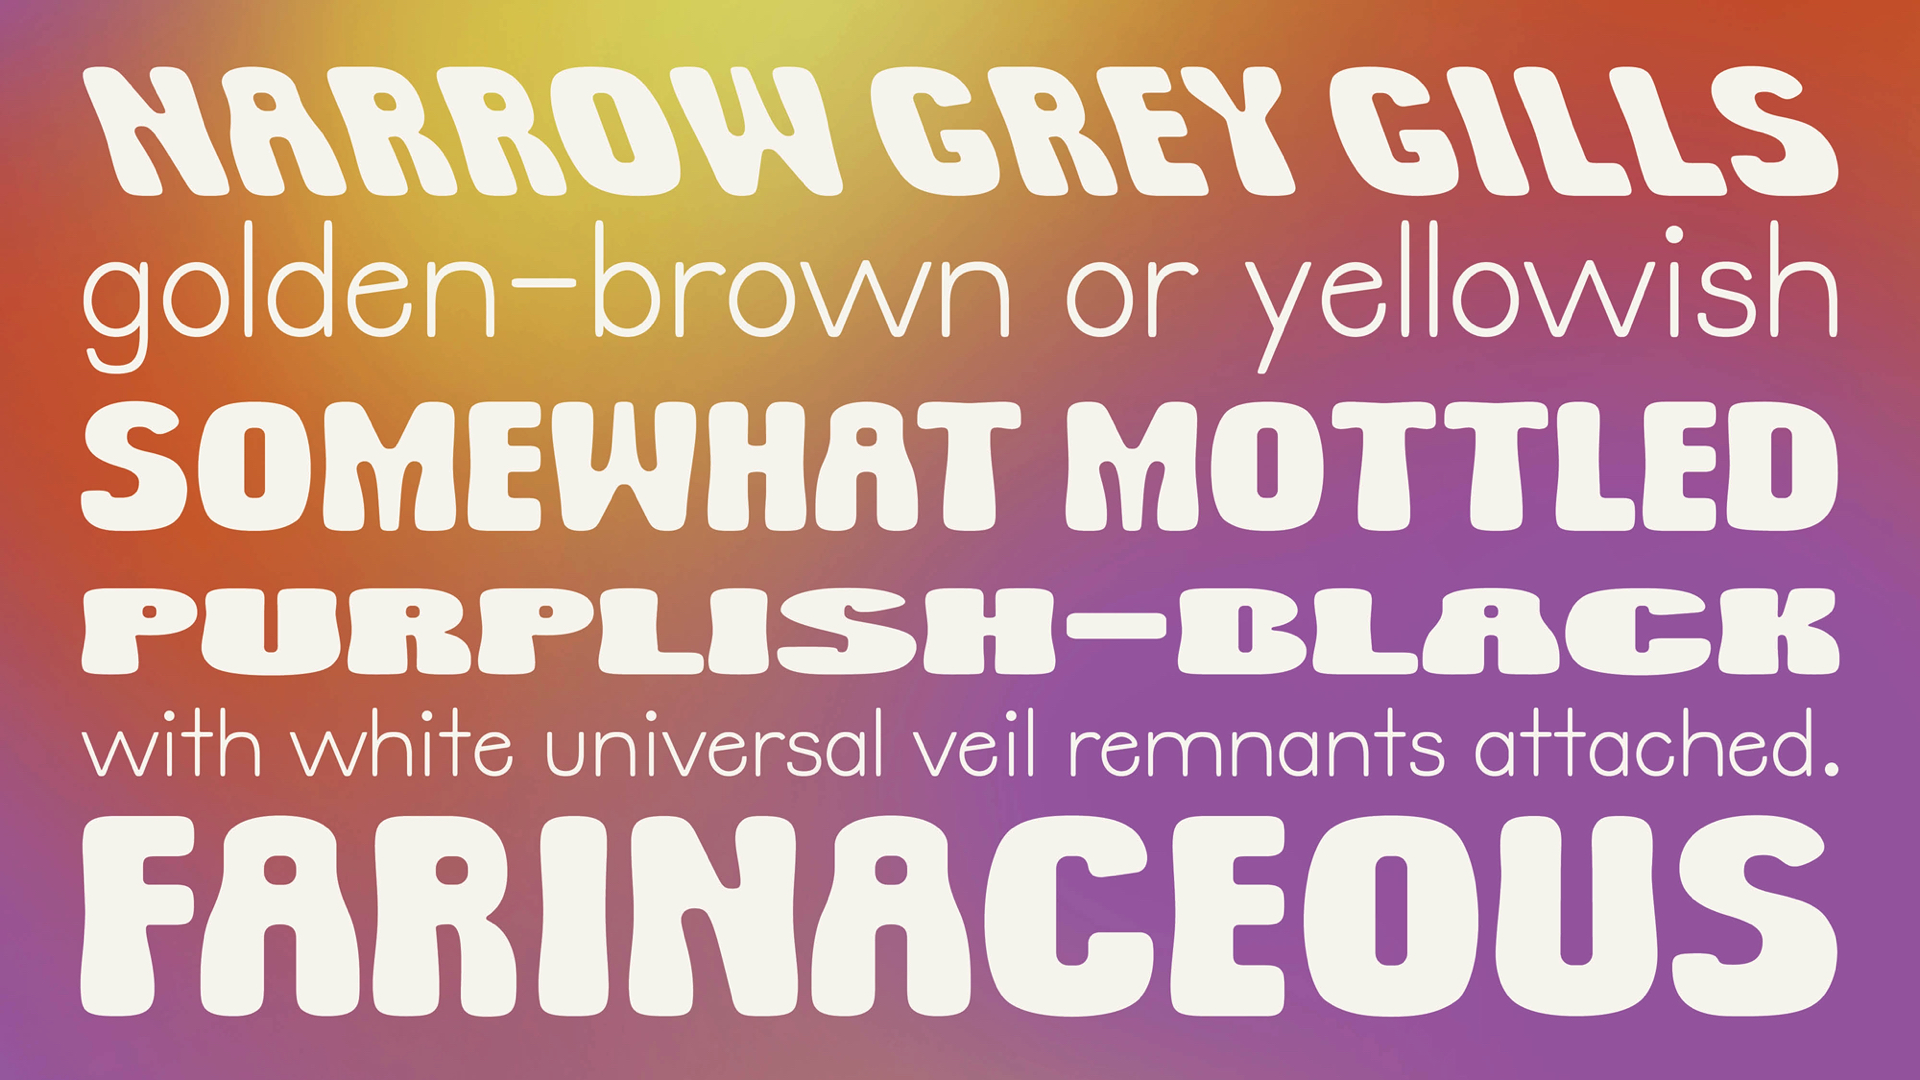 NARROW GREY GILLS
golden-brown or yellowish
SOMEWHAT MOTTLED
PURPLISH-BLACK
with white universal veil remnants attached.
FARINACEOUS